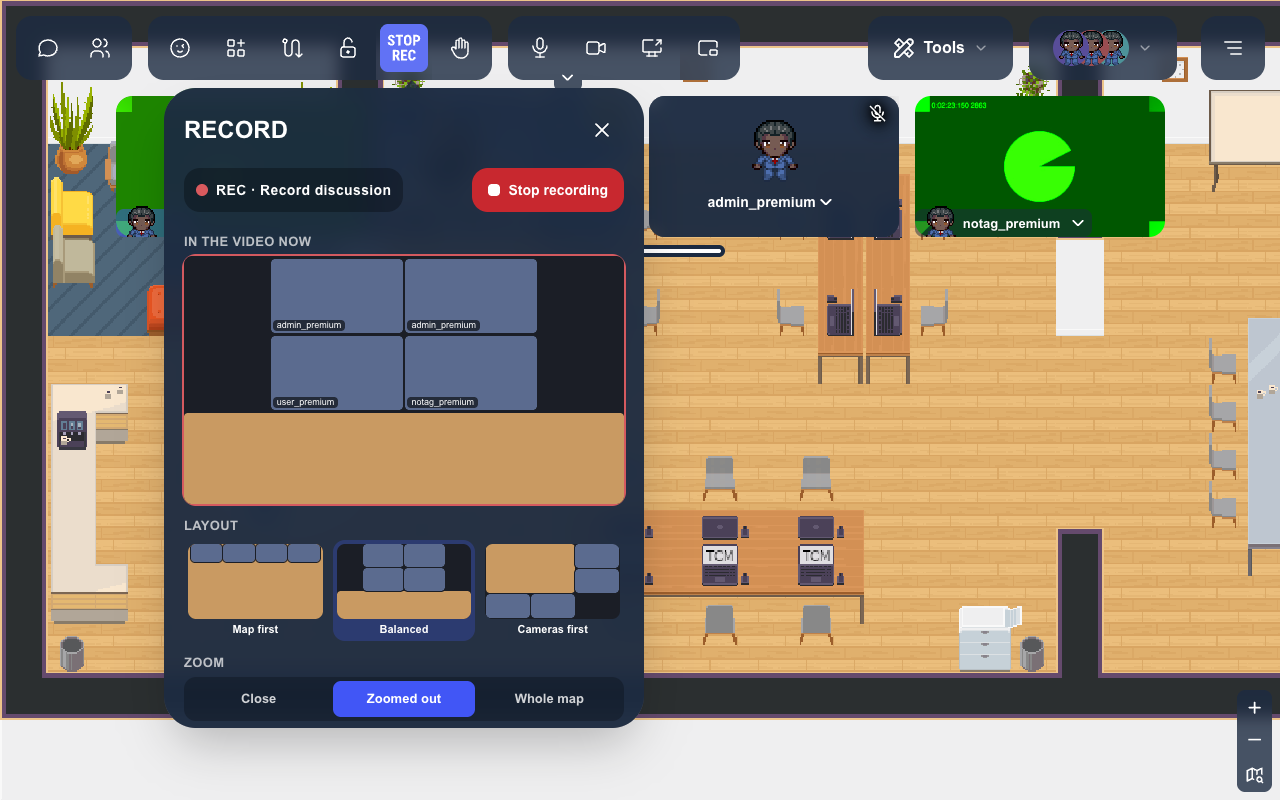 STOP
REC
Tools
RECORD
REC · Record discussion
Stop recording
IN THE VIDEO NOW
admin_premium
admin_premium
user_premium
notag_premium
LAYOUT
Map first
Balanced
Cameras first
ZOOM
Close
Zoomed out
Whole map
admin_premium
0:02:23:150 2863
notag_premium
TCM
TCM